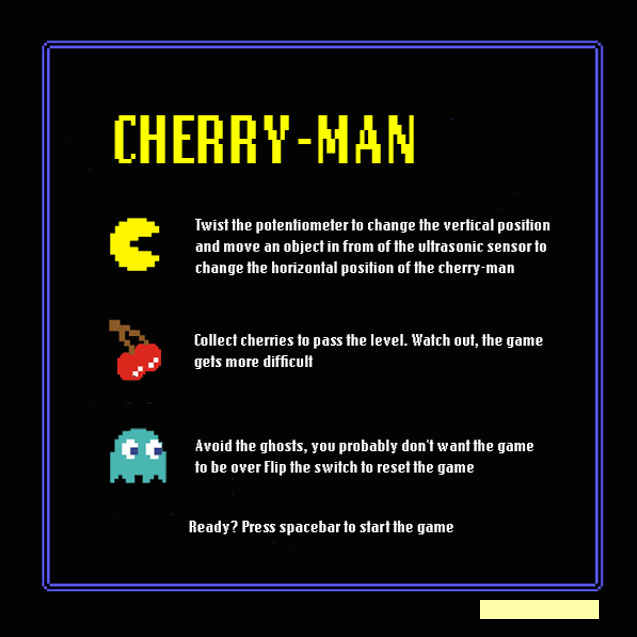 CHERRY-MAN
Twist the potentiometer to change the vertical position
and move an object in from of the ultrasonic sensor to
change the horizontal position of the cherry-man
Collect cherries to pass the level. Watch out, the game
gets more difficult
Avoid the ghosts, you probably don't want the game
to be over Flip the switch to reset the game
Ready? Press spacebar to start the game